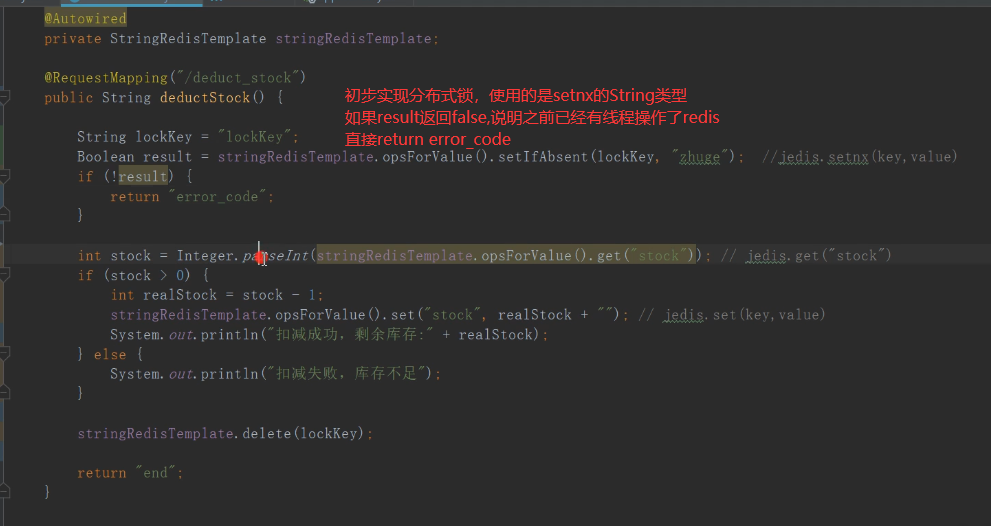 @Autowired
private StringRedisTemplate stringRedisTemplate;
@RequestMapping("/deduct_stock")
public String deductStock() {
初步实现分布式锁，使用的是setnx的String类型
如果result返回false,说明之前已经有线程操作了redis
直接return error_code
String lockKey = "lockKey";
Boolean result = stringRedisTemplate.opsForValue().setIfAbsent(lockKey, "zhuge"); //jedis.setnx(key,value)
if (!result) {
return "error_code";
}
int stock = Integer.parseInt(stringRedisTemplate.opsForValue().get("stock")); // jedis.get("stock")
if (stock > 0) {
int realStock = stock - 1;
stringRedisTemplate.opsForValue().set("stock", realStock + ""); // jedis.set(key,value)
System.out.println("扣减成功，剩余库存:" + realStock);
} else {
System.out.println("扣减失败，库存不足");
}
stringRedisTemplate.delete(lockKey);
return "end";
}